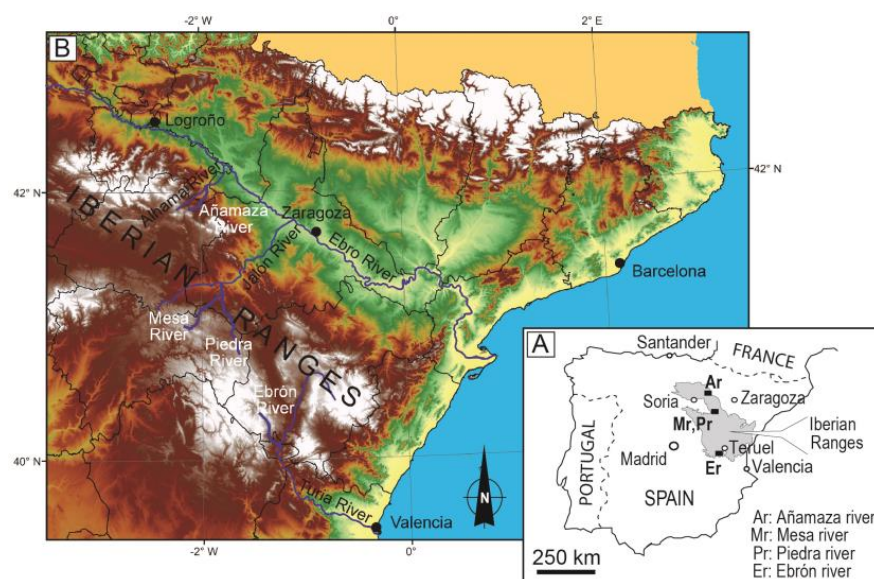 -2° W
0°
2° E
B
Logroño
42° N
42° N
Alhama River
Añamaza
River
Zaragoza
IBERIAN RANGES
Jalón River
Ebro River
Barcelona
Mesa
River
Piedra
River
Ebrón
River
40° N
N
Turia River
Valencia
-2° W
0°
A
Santander
FRANCE
Ar
Soria
Zaragoza
Mr,Pr
Iberian
Ranges
Teruel
Madrid
Valencia
Er
PORTUGAL
SPAIN
Ar: Añamaza river
Mr: Mesa river
Pr: Piedra river
Er: Ebrón river
250 km